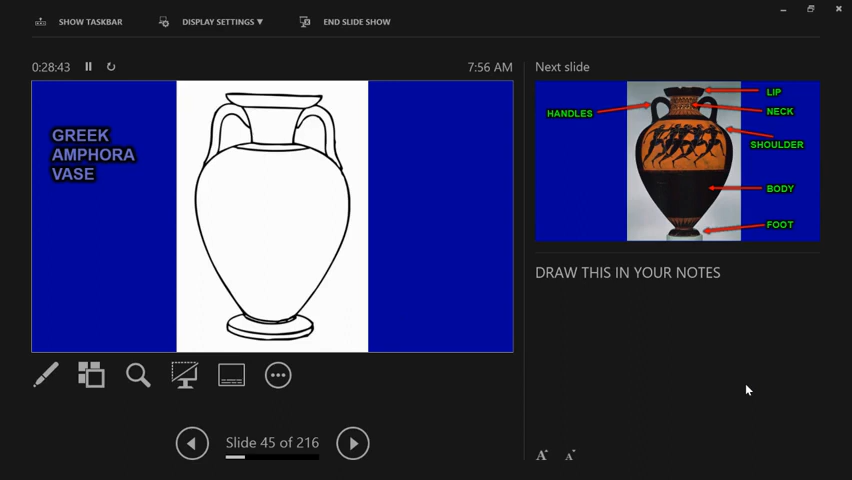 SHOW TASKBAR
DISPLAY SETTINGS ▼
END SLIDE SHOW
0:28:43
7:56 AM
GREEK
AMPHORA
VASE
Next slide
LIP
NECK
HANDLES
SHOULDER
BODY
FOOT
DRAW THIS IN YOUR NOTES
Slide 45 of 216
A A